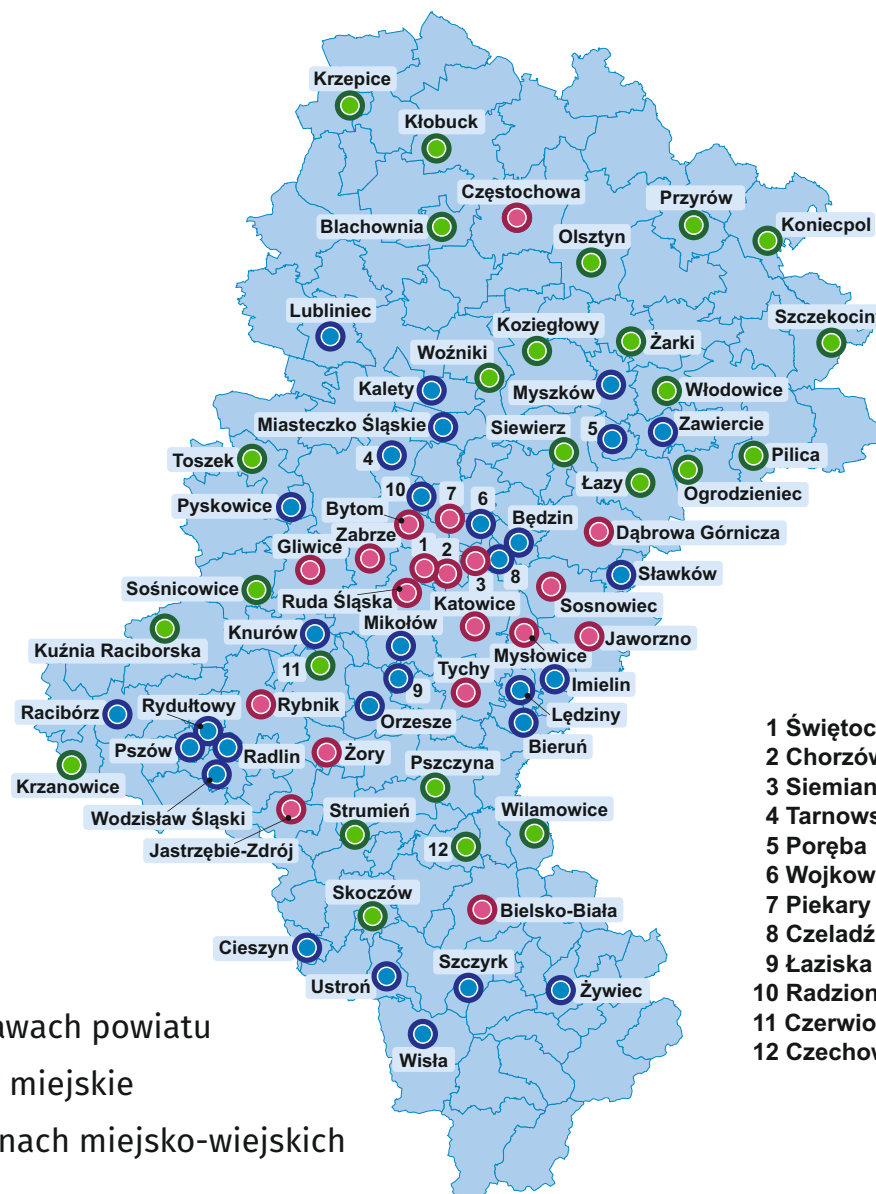 Krzepice
Kłobuck
Częstochowa
Przyrów
Blachownia
Koniecpol
Olsztyn
Lubliniec
Koziegłowy
Szczekociny
Żarki
Woźniki
Kalety
Myszków
Włodowice
Miasteczko Śląskie
Siewierz
5
Zawiercie
4
Toszek
Pilica
Łazy
Ogrodzieniec
10
7
6
Pyskowice
Bytom
Będzin
Zabrze
Dąbrowa Górnicza
Gliwice
1
2
3
8
Sławków
Sośnicowice
Ruda Śląska
Katowice
Sosnowiec
Mikołów
Knurów
Kuźnia Raciborska
Mysłowice
Jaworzno
11
Tychy
9
Imielin
Rydułtowy
Rybnik
Racibórz
Orzesze
Lędziny
Bieruń
Pszów
Radlin
Żory
Krzanowice
Pszczyna
Wodzisław Śląski
Strumień
Wilamowice
Jastrzębie-Zdrój
12
Skoczów
Bielsko-Biała
Cieszyn
Ustroń
Szczyrk
Żywiec
Wisła
1 Świętoc
2 Chorzów
3 Siemian
4 Tarnows
5 Poręba
6 Wojkow
7 Piekary
8 Czeladź
9 Łaziska
10 Radzion
11 Czerwio
12 Czechow
awach powiatu
miejskie
nach miejsko-wiejskich